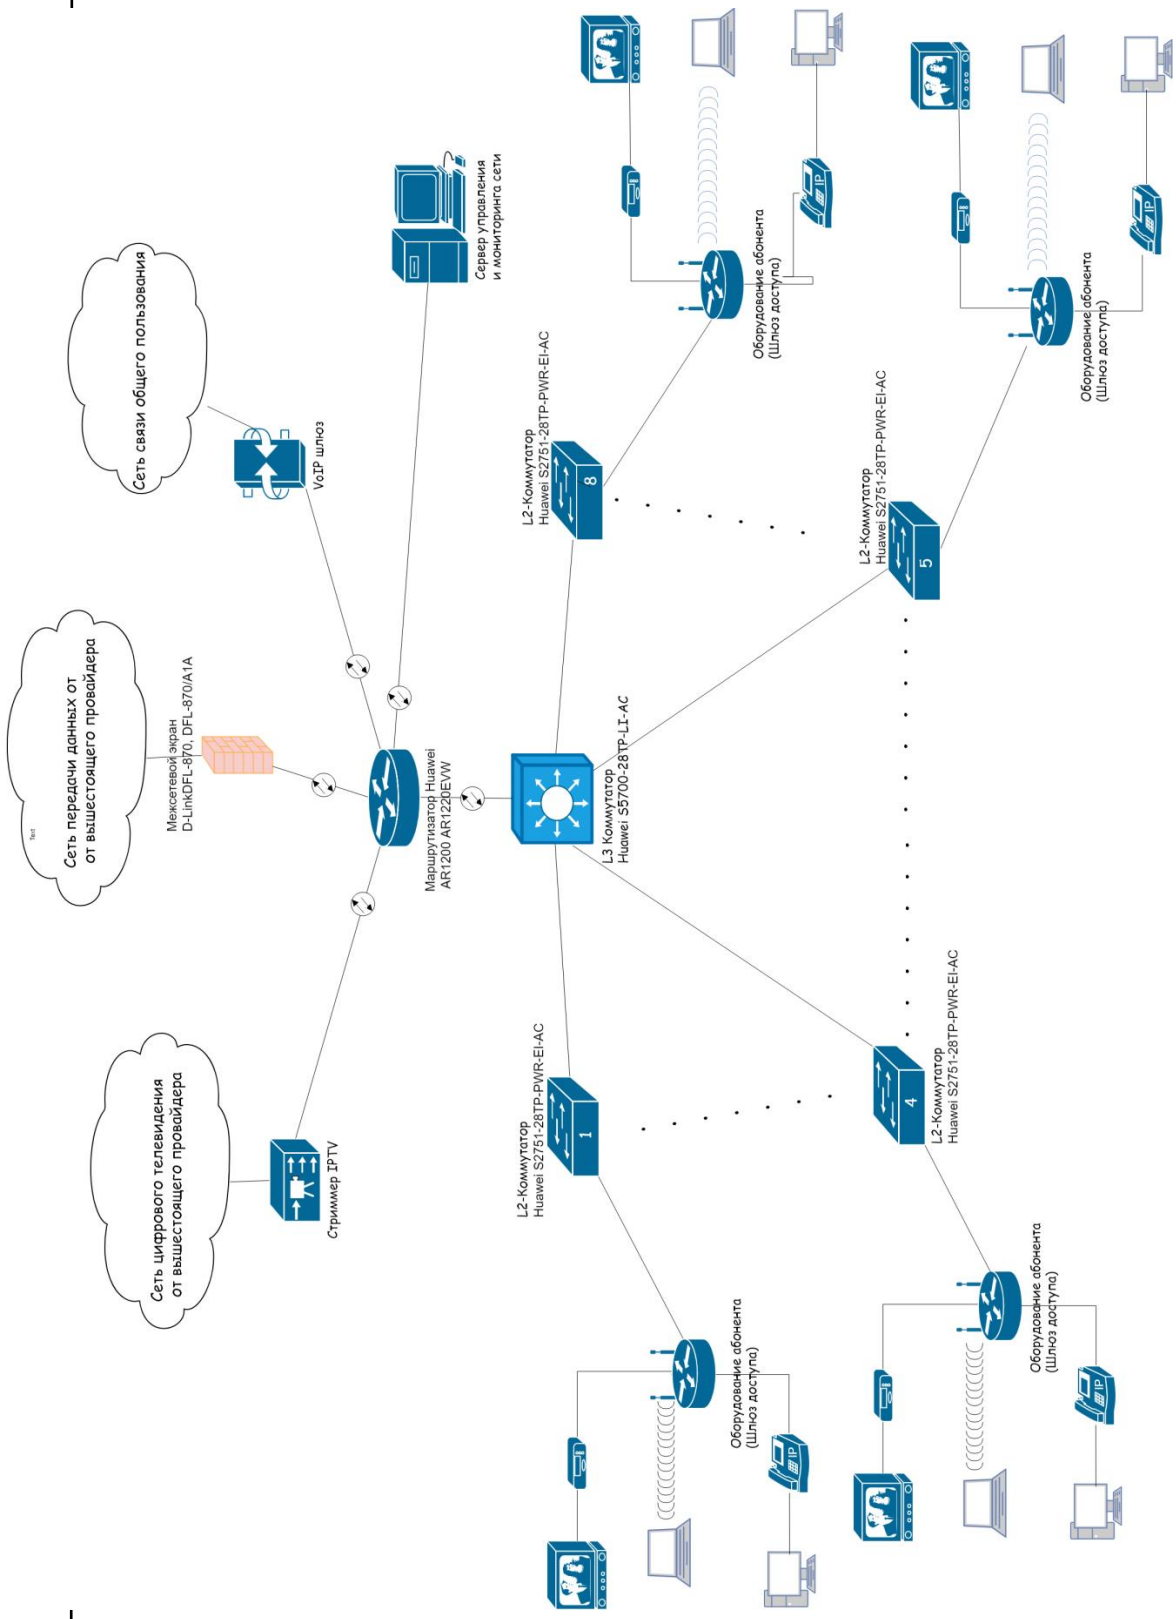 Сеть цифрового телевидения
от вышестоящего провайдера
Text
Сеть передачи данных от
от вышестоящего провайдера
Сеть связи общего пользования
Межсетевой экран
D-LinkDFL-870, DFL-870/A1A
Стриммер IPTV
VoIP шлюз
Маршрутизатор Huawei
AR1200 AR1220EVW
Сервер управления
и мониторинга сети
L3 Коммутатор
Huawei S5700-28TP-LI-AC
L2-Коммутатор
Huawei S2751-28TP-PWR-EI-AC
1
L2-Коммутатор
Huawei S2751-28TP-PWR-EI-AC
8
L2-Коммутатор
Huawei S2751-28TP-PWR-EI-AC
4
L2-Коммутатор
Huawei S2751-28TP-PWR-EI-AC
5
Оборудование абонента
(Шлюз доступа)
IP
Оборудование абонента
(Шлюз доступа)
IP
Оборудование абонента
(Шлюз доступа)
IP
Оборудование абонента
(Шлюз доступа)
IP